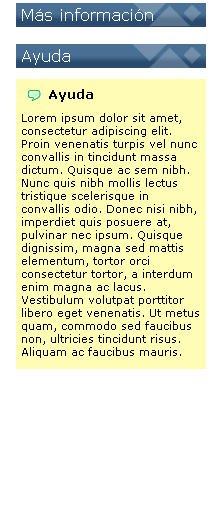 Más información
Ayuda
Ayuda
Lorem ipsum dolor sit amet,
consectetur adipiscing elit.
Proin venenatis turpis vel nunc
convallis in tincidunt massa
dictum. Quisque ac sem nibh.
Nunc quis nibh mollis lectus
tristique scelerisque in
convallis odio. Donec nisi nibh,
imperdiet quis posuere at,
pulvinar nec ipsum. Quisque
dignissim, magna sed mattis
elementum, tortor orci
consectetur tortor, a interdum
enim magna ac lacus.
Vestibulum volutpat porttitor
libero eget venenatis. Ut metus
quam, commodo sed faucibus
non, ultricies tincidunt risus.
Aliquam ac faucibus mauris.